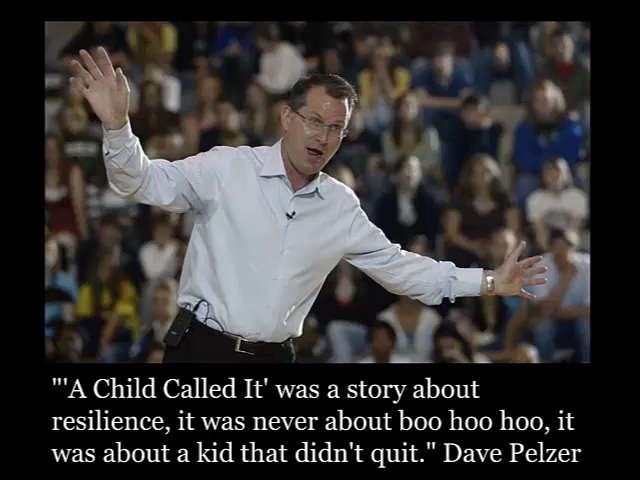 "'A Child Called It' was a story about
resilience, it was never about boo hoo hoo, it
was about a kid that didn't quit." Dave Pelzer